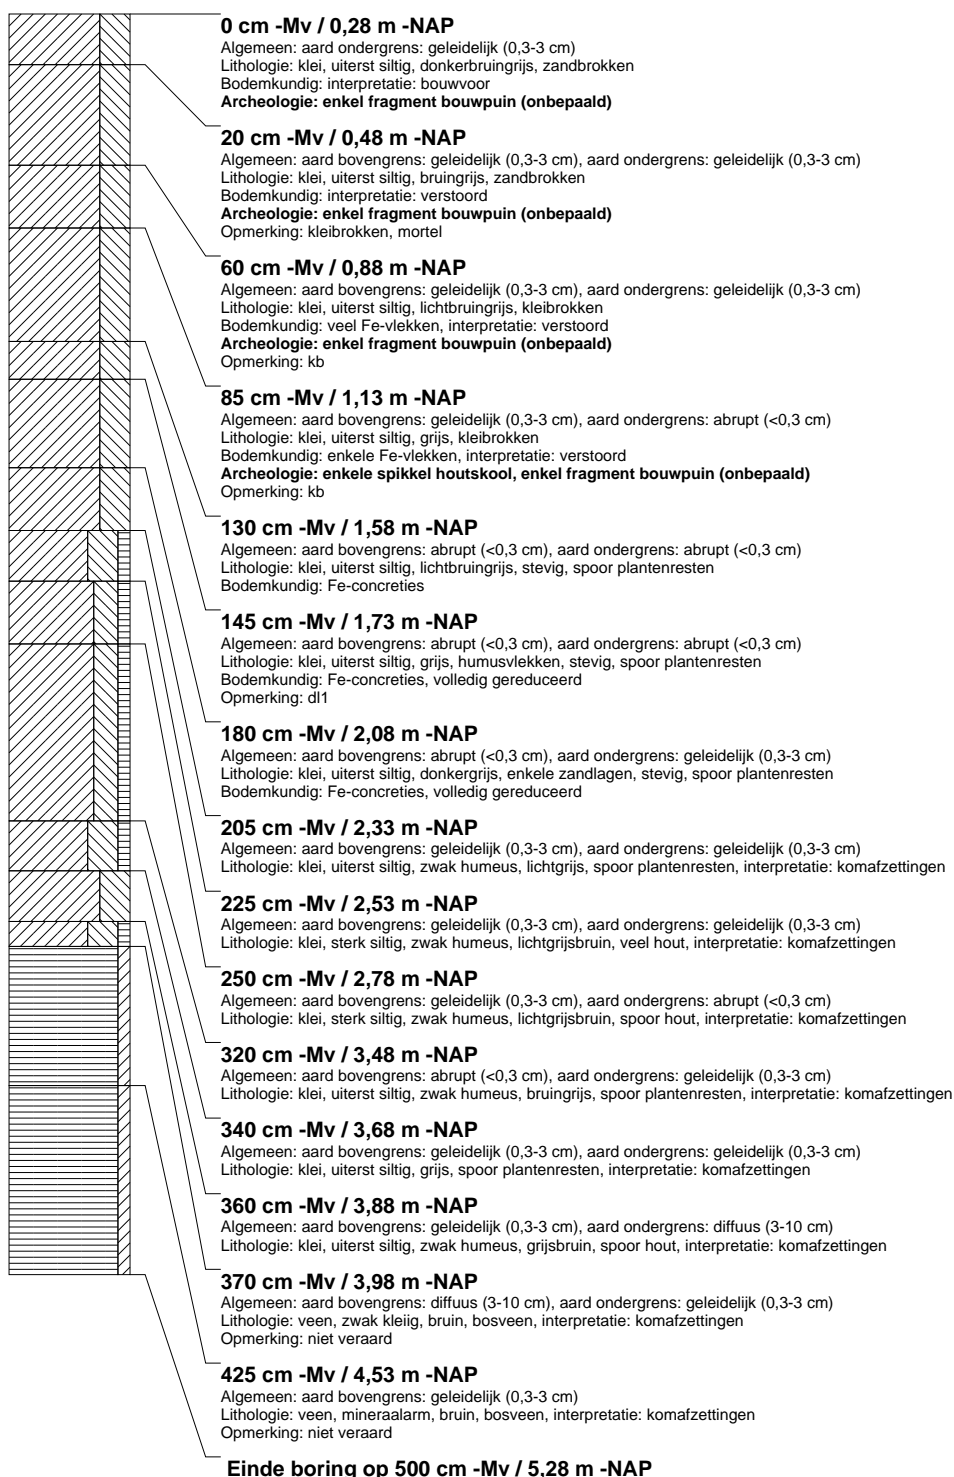 0 cm -Mv / 0,28 m -NAP
Algemeen: aard ondergrens: geleidelijk (0,3-3 cm)
Lithologie: klei, uiterst siltig, donkerbruingrijs, zandbrokken
Bodemkundig: interpretatie: bouwvoor
Archeologie: enkel fragment bouwpuin (onbepaald)
20 cm -Mv / 0,48 m -NAP
Algemeen: aard bovengrens: geleidelijk (0,3-3 cm), aard ondergrens: geleidelijk (0,3-3 cm)
Lithologie: klei, uiterst siltig, bruingrijs, zandbrokken
Bodemkundig: interpretatie: verstoord
Archeologie: enkel fragment bouwpuin (onbepaald)
Opmerking: kleibrokken, mortel
60 cm -Mv / 0,88 m -NAP
Algemeen: aard bovengrens: geleidelijk (0,3-3 cm), aard ondergrens: geleidelijk (0,3-3 cm)
Lithologie: klei, uiterst siltig, lichtbruingrijs, kleibrokken
Bodemkundig: veel Fe-vlekken, interpretatie: verstoord
Archeologie: enkel fragment bouwpuin (onbepaald)
Opmerking: kb
85 cm -Mv / 1,13 m -NAP
Algemeen: aard bovengrens: geleidelijk (0,3-3 cm), aard ondergrens: abrupt (<0,3 cm)
Lithologie: klei, uiterst siltig, grijs, kleibrokken
Bodemkundig: enkele Fe-vlekken, interpretatie: verstoord
Archeologie: enkele spikkel houtskool, enkel fragment bouwpuin (onbepaald)
Opmerking: kb
130 cm -Mv / 1,58 m -NAP
Algemeen: aard bovengrens: abrupt (<0,3 cm), aard ondergrens: abrupt (<0,3 cm)
Lithologie: klei, uiterst siltig, lichtbruingrijs, stevig, spoor plantenresten
Bodemkundig: Fe-concreties
145 cm -Mv / 1,73 m -NAP
Algemeen: aard bovengrens: abrupt (<0,3 cm), aard ondergrens: abrupt (<0,3 cm)
Lithologie: klei, uiterst siltig, grijs, humusvlekken, stevig, spoor plantenresten
Bodemkundig: Fe-concreties, volledig gereduceerd
Opmerking: dl1
180 cm -Mv / 2,08 m -NAP
Algemeen: aard bovengrens: abrupt (<0,3 cm), aard ondergrens: geleidelijk (0,3-3 cm)
Lithologie: klei, uiterst siltig, donkergrijs, enkele zandlagen, stevig, spoor plantenresten
Bodemkundig: Fe-concreties, volledig gereduceerd
205 cm -Mv / 2,33 m -NAP
Algemeen: aard bovengrens: geleidelijk (0,3-3 cm), aard ondergrens: geleidelijk (0,3-3 cm)
Lithologie: klei, uiterst siltig, zwak humeus, lichtgrijs, spoor plantenresten, interpretatie: komafzettingen
225 cm -Mv / 2,53 m -NAP
Algemeen: aard bovengrens: geleidelijk (0,3-3 cm), aard ondergrens: geleidelijk (0,3-3 cm)
Lithologie: klei, sterk siltig, zwak humeus, lichtgrijsbruin, veel hout, interpretatie: komafzettingen
250 cm -Mv / 2,78 m -NAP
Algemeen: aard bovengrens: geleidelijk (0,3-3 cm), aard ondergrens: abrupt (<0,3 cm)
Lithologie: klei, sterk siltig, zwak humeus, lichtgrijsbruin, spoor hout, interpretatie: komafzettingen
320 cm -Mv / 3,48 m -NAP
Algemeen: aard bovengrens: abrupt (<0,3 cm), aard ondergrens: geleidelijk (0,3-3 cm)
Lithologie: klei, uiterst siltig, zwak humeus, bruingrijs, spoor plantenresten, interpretatie: komafzettingen
340 cm -Mv / 3,68 m -NAP
Algemeen: aard bovengrens: geleidelijk (0,3-3 cm), aard ondergrens: geleidelijk (0,3-3 cm)
Lithologie: klei, uiterst siltig, grijs, spoor plantenresten, interpretatie: komafzettingen
360 cm -Mv / 3,88 m -NAP
Algemeen: aard bovengrens: geleidelijk (0,3-3 cm), aard ondergrens: diffuus (3-10 cm)
Lithologie: klei, uiterst siltig, zwak humeus, grijsbruin, spoor hout, interpretatie: komafzettingen
370 cm -Mv / 3,98 m -NAP
Algemeen: aard bovengrens: diffuus (3-10 cm), aard ondergrens: geleidelijk (0,3-3 cm)
Lithologie: veen, zwak kleiig, bruin, bosveen, interpretatie: komafzettingen
Opmerking: niet veraard
425 cm -Mv / 4,53 m -NAP
Algemeen: aard bovengrens: geleidelijk (0,3-3 cm)
Lithologie: veen, mineraalarm, bruin, bosveen, interpretatie: komafzettingen
Opmerking: niet veraard
Einde boring op 500 cm -Mv / 5,28 m -NAP